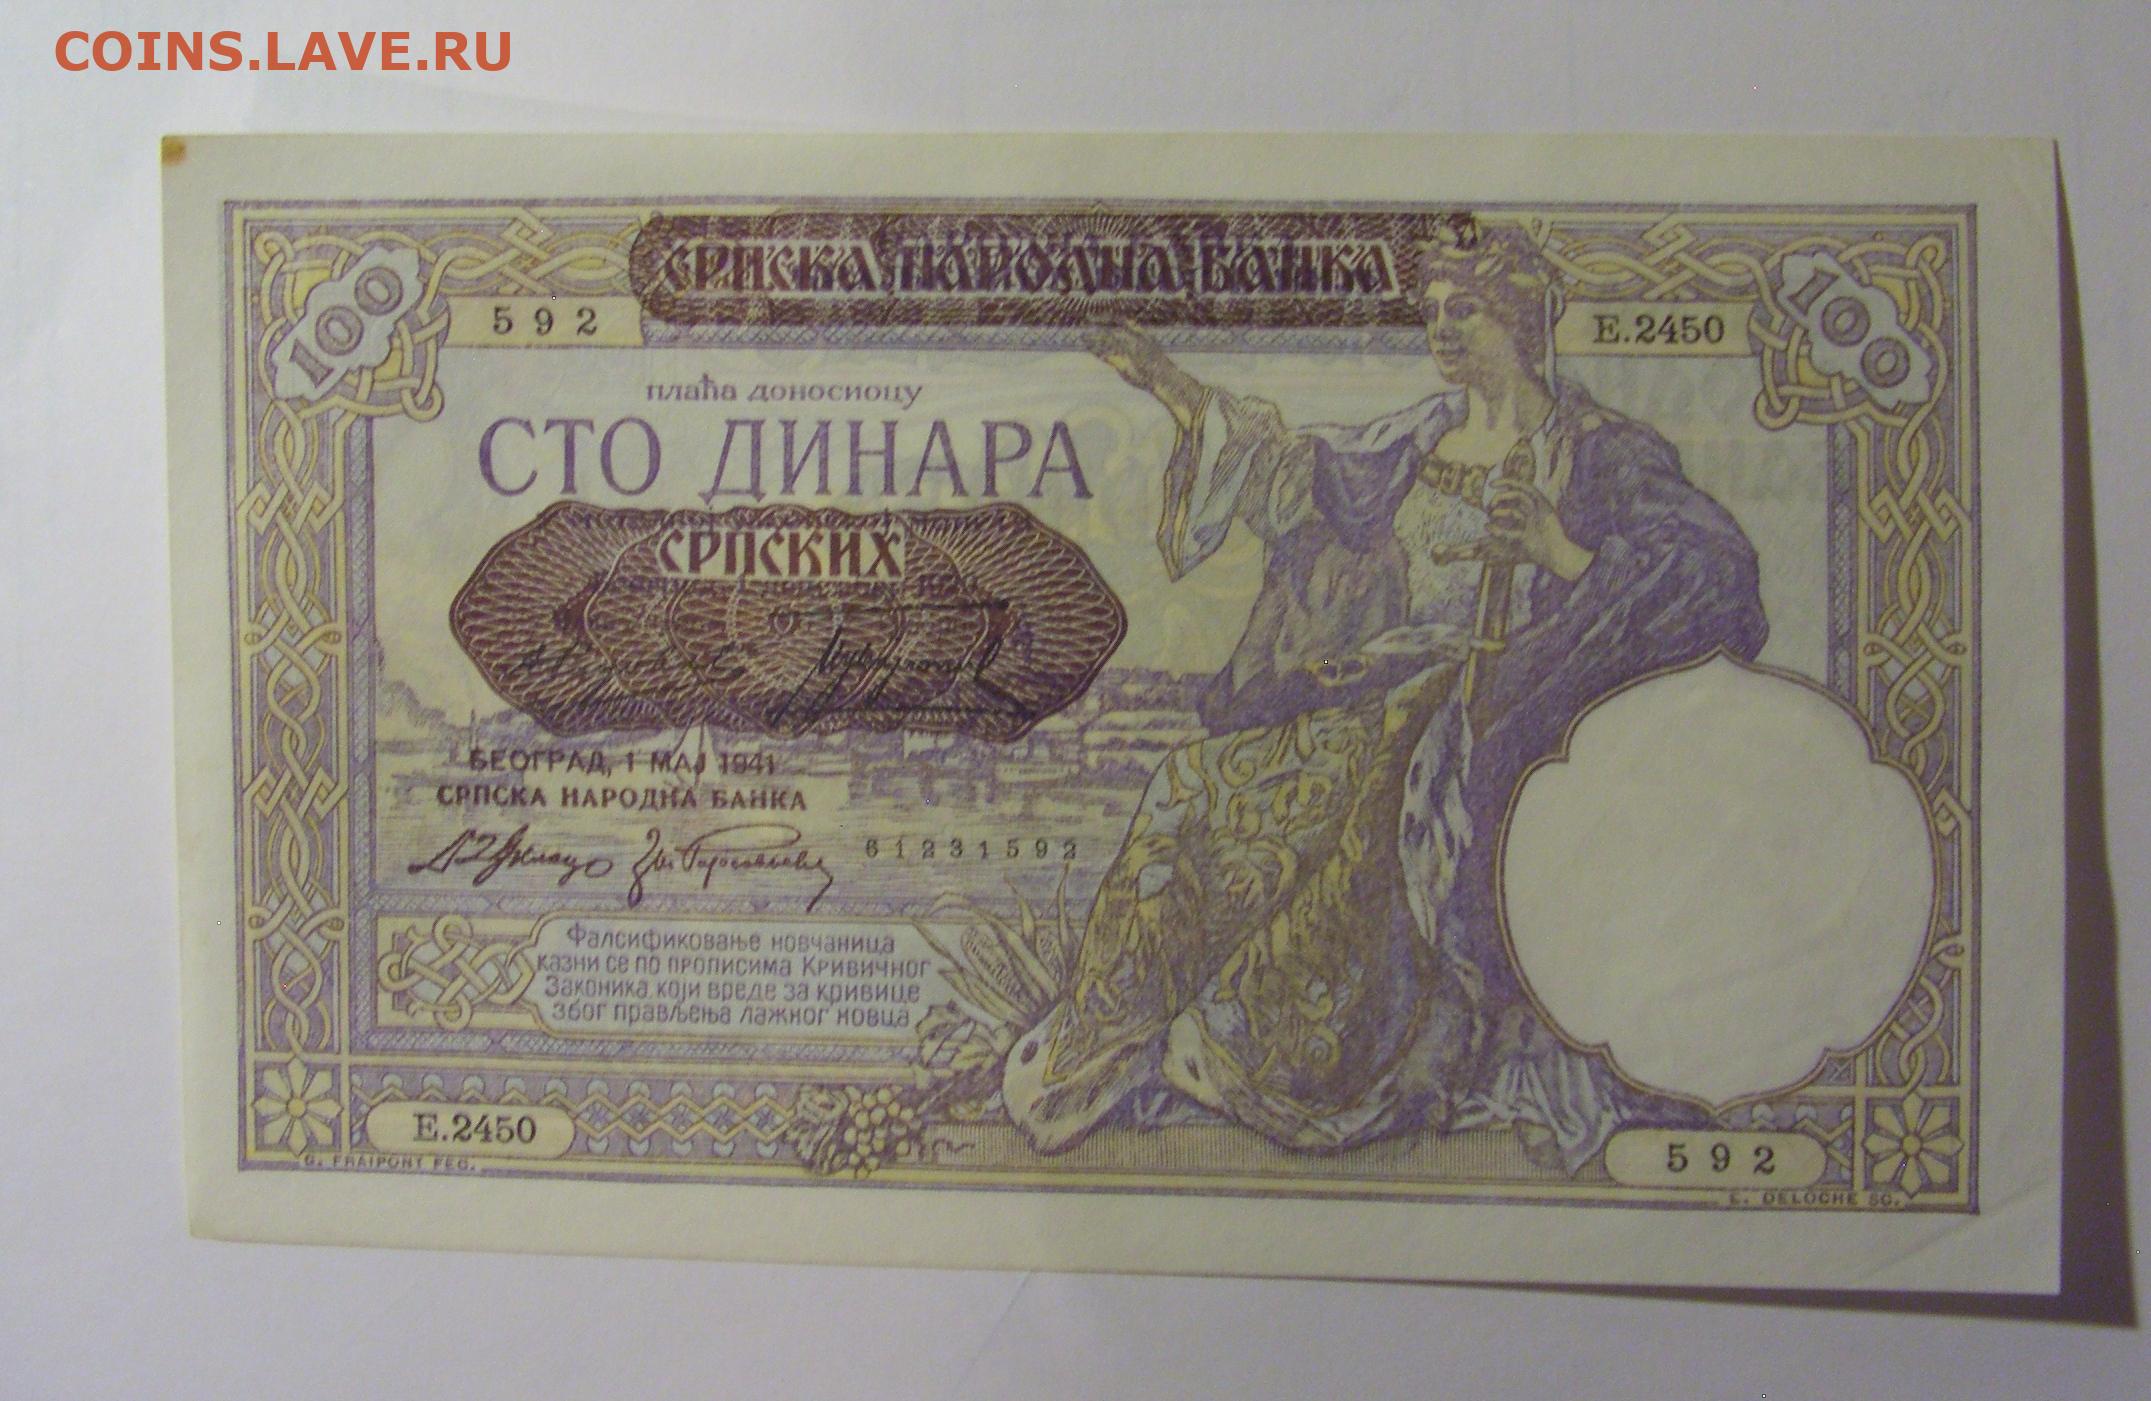 COINS.LAVE.RU
СРПСКА НАРОДНА БАНКА
100
100
592
E.2450
плаћа доносиоцу
СТО ДИНАРА
СРПСКИХ
БЕОГРАД, 1 МАЈ 1941
СРПСКА НАРОДНА БАНКА
61231592
Фалсификовање новчаница
казни се по прописима Кривичног
Законика, који вреде за кривице
због прављења лажног новца
E.2450
592
G. FRAIPONT FEC.
E. DELOCHE SC.